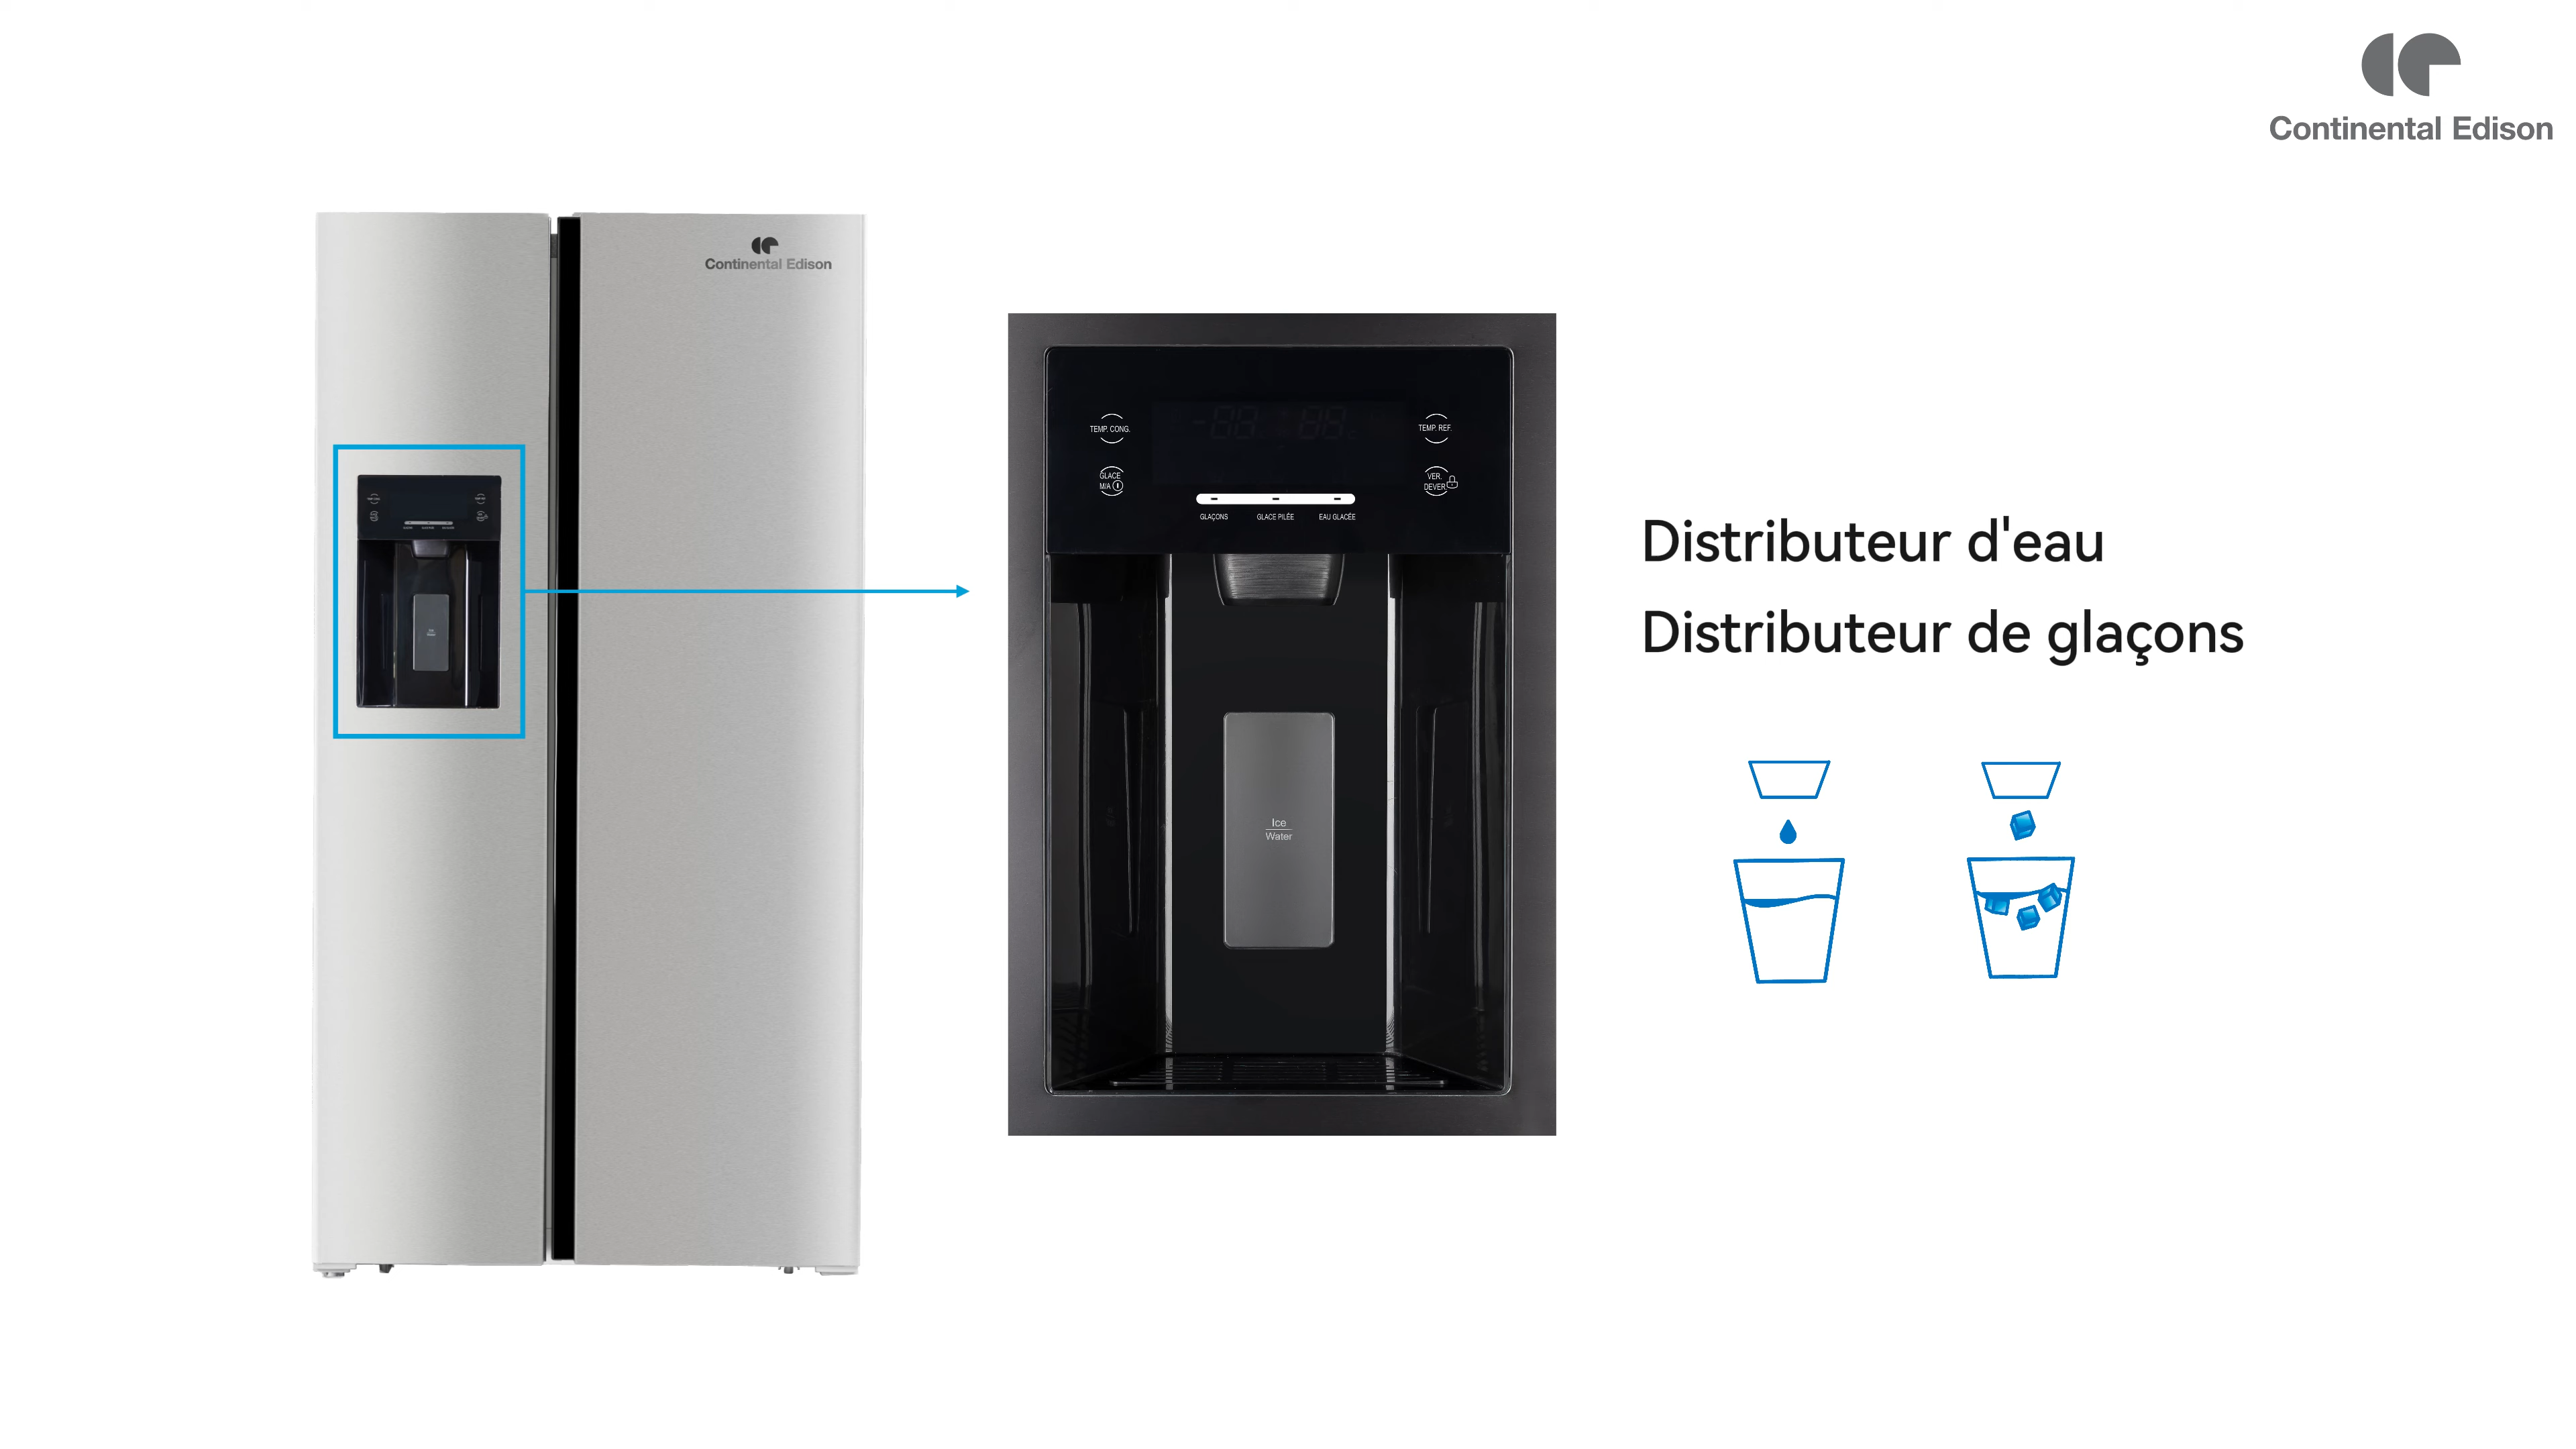 Continental Edison
Continental Edison
TEMP. CONG.
TEMP. REF.
GLACE
M/A
VER.
DEVER.
GLAÇONS
GLACE PILÉE
EAU GLACÉE
Distributeur d'eau
Distributeur de glaçons
Ice
Water